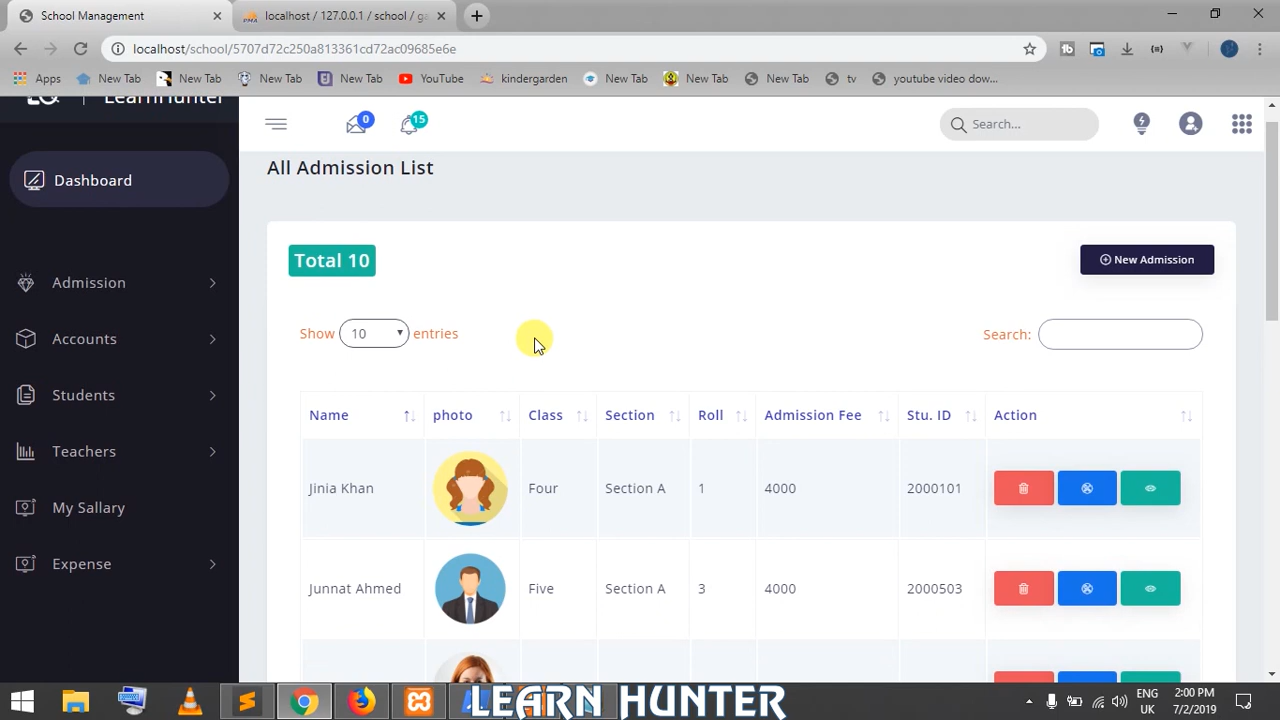 School Management
localhost / 127.0.0.1 / school / ga
localhost/school/5707d72c250a813361cd72ac09685e6e
Apps New Tab New Tab New Tab New Tab YouTube kindergarden New Tab New Tab New Tab tv youtube video dow...
LearnHunter
0 15 Search...
Dashboard
All Admission List
Total 10
New Admission
Admission
Accounts
Students
Teachers
My Sallary
Expense
Show 10 entries Search:
Name photo Class Section Roll Admission Fee Stu. ID Action
Jinia Khan Four Section A 1 4000 2000101
Junnat Ahmed Five Section A 3 4000 2000503
LEARN HUNTER
ENG 2:00 PM
UK 7/2/2019